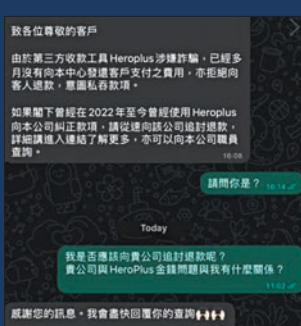 致各位尊敬的客戶
由於第三方收款工具Heroplus涉嫌詐騙，已經多
月沒有向本中心發還客戶支付之費用，亦拒絕向
客人退款，意圖私吞款項。
如果閣下曾經在2022年至今曾經使用Heroplus
向本公司糾正款項，請從速向該公司追討退款，
詳細請進入連結了解更多，亦可以向本公司職員
查詢。
16:08
請問你是？ 16:14
Today
我是否應該向貴公司追討退款呢？
貴公司與HeroPlus金錢問題與我有什麼關係？
11:02
感謝您的訊息。我會盡快回覆你的查詢